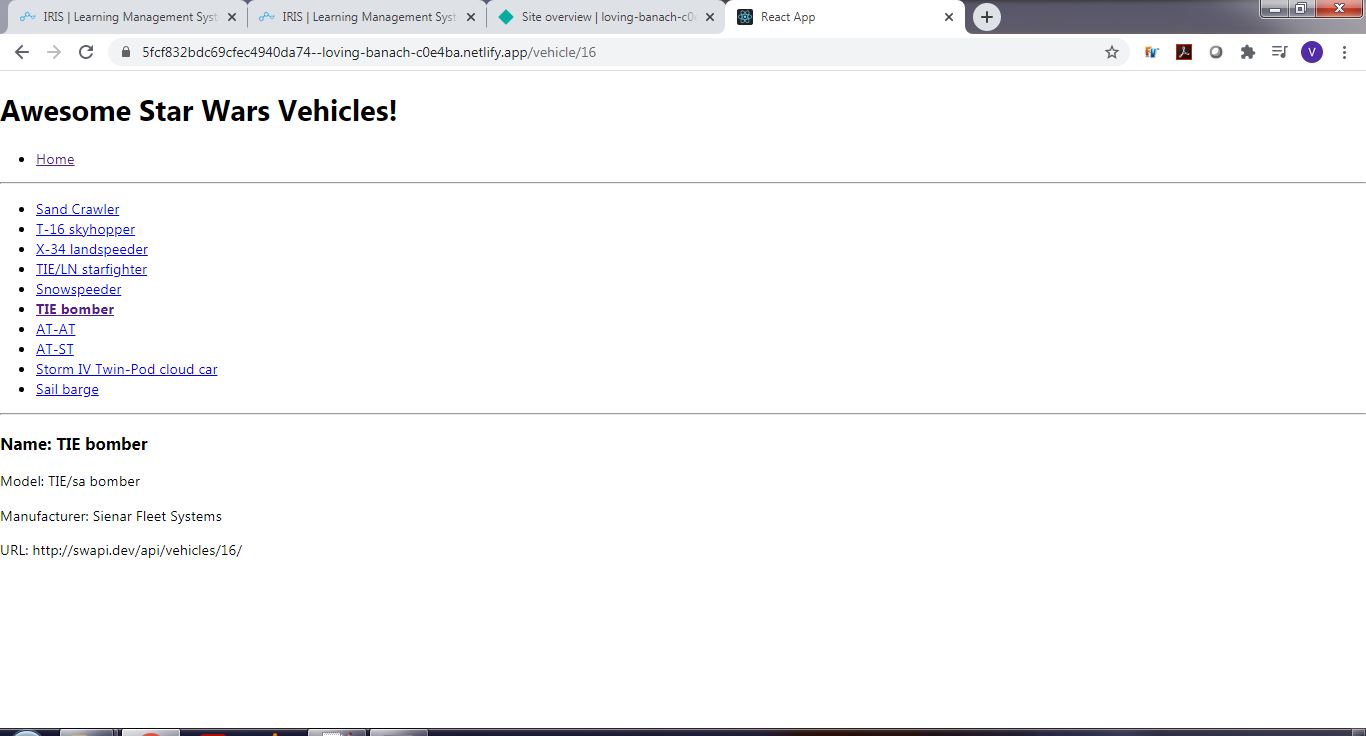 IRIS | Learning Management Syst
IRIS | Learning Management Syst
Site overview | loving-banach-c0
React App
5fcf832bdc69cfec4940da74--loving-banach-c0e4ba.netlify.app/vehicle/16
V
Awesome Star Wars Vehicles!
Home
Sand Crawler
T-16 skyhopper
X-34 landspeeder
TIE/LN starfighter
Snowspeeder
TIE bomber
AT-AT
AT-ST
Storm IV Twin-Pod cloud car
Sail barge
Name: TIE bomber
Model: TIE/sa bomber
Manufacturer: Sienar Fleet Systems
URL: http://swapi.dev/api/vehicles/16/